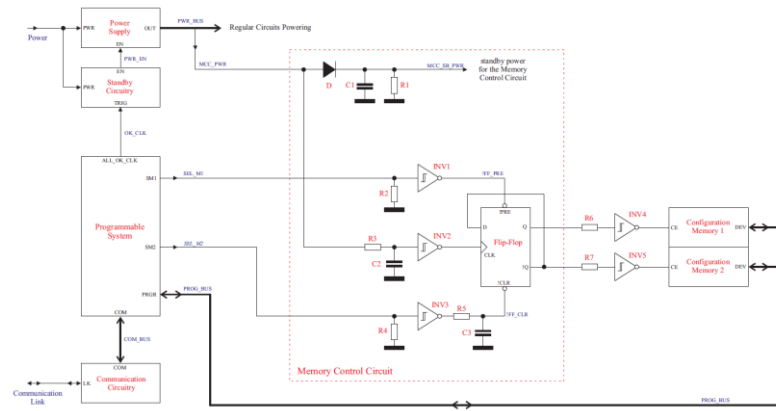 PWR_BUS
Regular Circuits Powering
Power
Supply
PWR
OUT
EN
Power
PWR_EN
MCC_PWR
EN
Standby
Circuitry
PWR
TRIG
D
C1
R1
MCC_SB_PWR
standby power
for the Memory
Control Circuit
OK_CLK
ALL_OK_CLK
SM1
SEL_M1
INV1
!FF_PRE
R2
!PRE
Programmable
System
D
Q
R6
INV4
CE
Configuration
Memory 1
DEV
SM2
SEL_M2
R3
INV2
Flip-Flop
CLK
C2
!Q
R7
INV5
CE
Configuration
Memory 2
DEV
!CLR
PRGR
PROG_BUS
INV3
R5
!FF_CLR
R4
C3
COM
COM_BUS
Memory Control Circuit
Communication
Circuitry
LK
Communication
Link
PROG_BUS